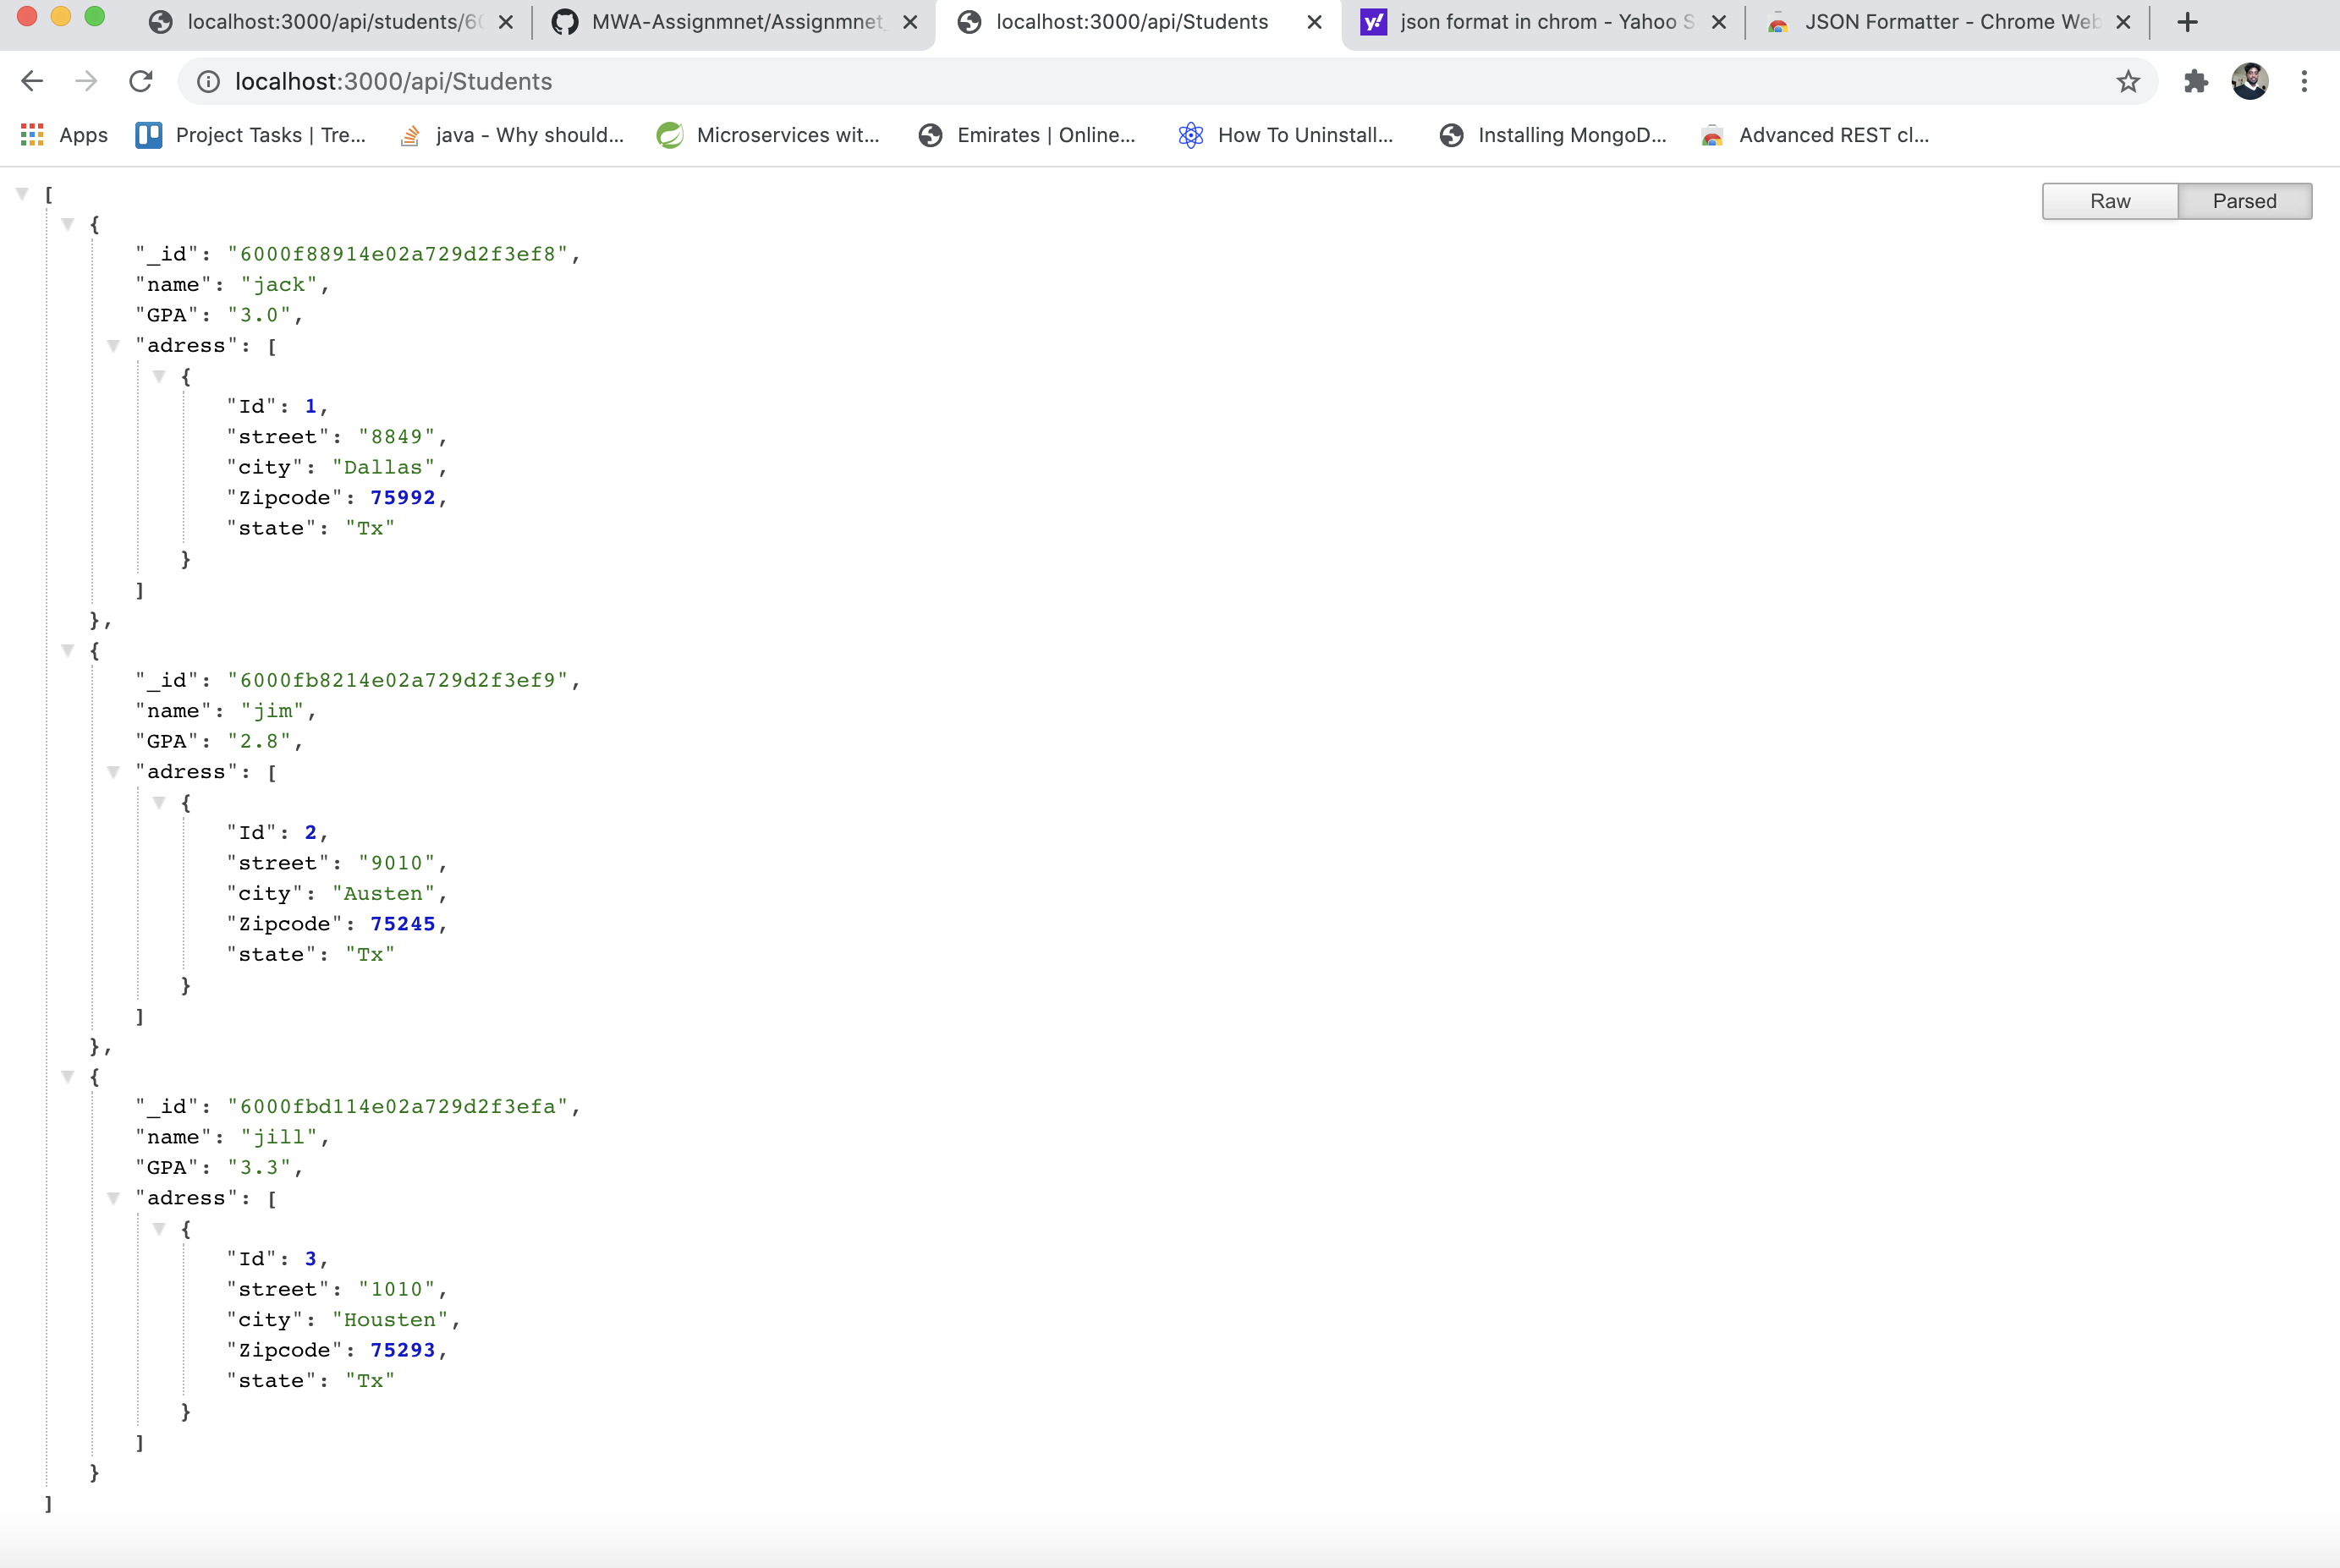 localhost:3000/api/students/60
MWA-Assignmnet/Assignmnet_
localhost:3000/api/Students
json format in chrom - Yahoo S
JSON Formatter - Chrome Web
localhost:3000/api/Students
Apps
Project Tasks | Tre...
java - Why should...
Microservices wit...
Emirates | Online...
How To Uninstall...
Installing MongoD...
Advanced REST cl...
Raw
Parsed
[
{
"_id": "6000f88914e02a729d2f3ef8",
"name": "jack",
"GPA": "3.0",
"adress": [
{
"Id": 1,
"street": "8849",
"city": "Dallas",
"Zipcode": 75992,
"state": "Tx"
}
]
},
{
"_id": "6000fb8214e02a729d2f3ef9",
"name": "jim",
"GPA": "2.8",
"adress": [
{
"Id": 2,
"street": "9010",
"city": "Austen",
"Zipcode": 75245,
"state": "Tx"
}
]
},
{
"_id": "6000fbd114e02a729d2f3efa",
"name": "jill",
"GPA": "3.3",
"adress": [
{
"Id": 3,
"street": "1010",
"city": "Housten",
"Zipcode": 75293,
"state": "Tx"
}
]
}
]